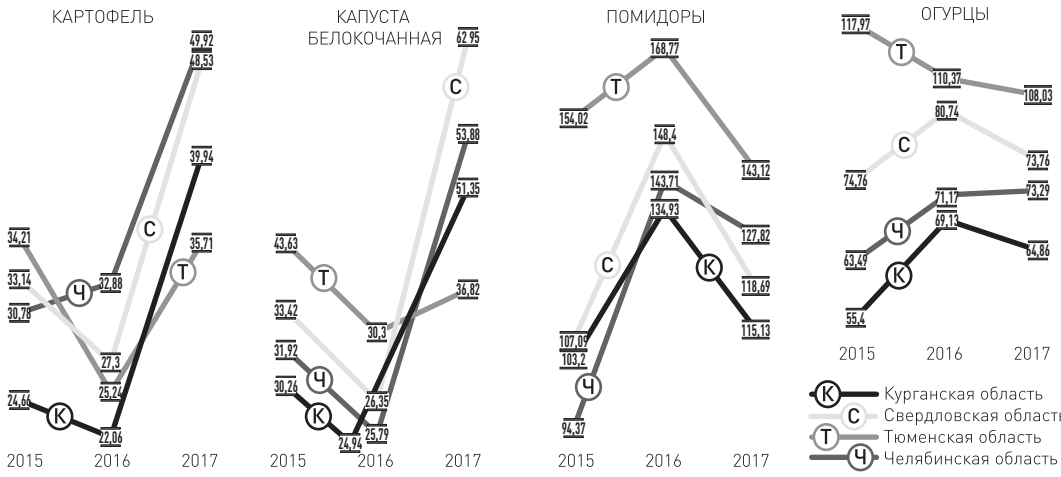 КАРТОФЕЛЬ
49,92
48,53
39,94
34,21
35,71
33,14
С
Т
30,78
Ч
32,88
27,3
25,24
24,66
К
22,06
2015 2016 2017
КАПУСТА
БЕЛОКОЧАННАЯ
62 95
С
53,88
51,35
43,63
Т
36,82
33,42
30,3
31,92
Ч
30,26
К
26,35
24,94
25,79
2015 2016 2017
ПОМИДОРЫ
168,77
Т
154,02
148,4
143,12
143,71
134,93
127,82
С
К
118,69
107,09
115,13
103,2
Ч
94,37
2015 2016 2017
ОГУРЦЫ
117,97
Т
110,37
108,03
80,74
С
74,76
73,76
71,17
73,29
Ч
69,13
63,49
64,86
К
55,4
2015 2016 2017
К Курганская область
С Свердловская област
Т Тюменская область
Ч Челябинская область